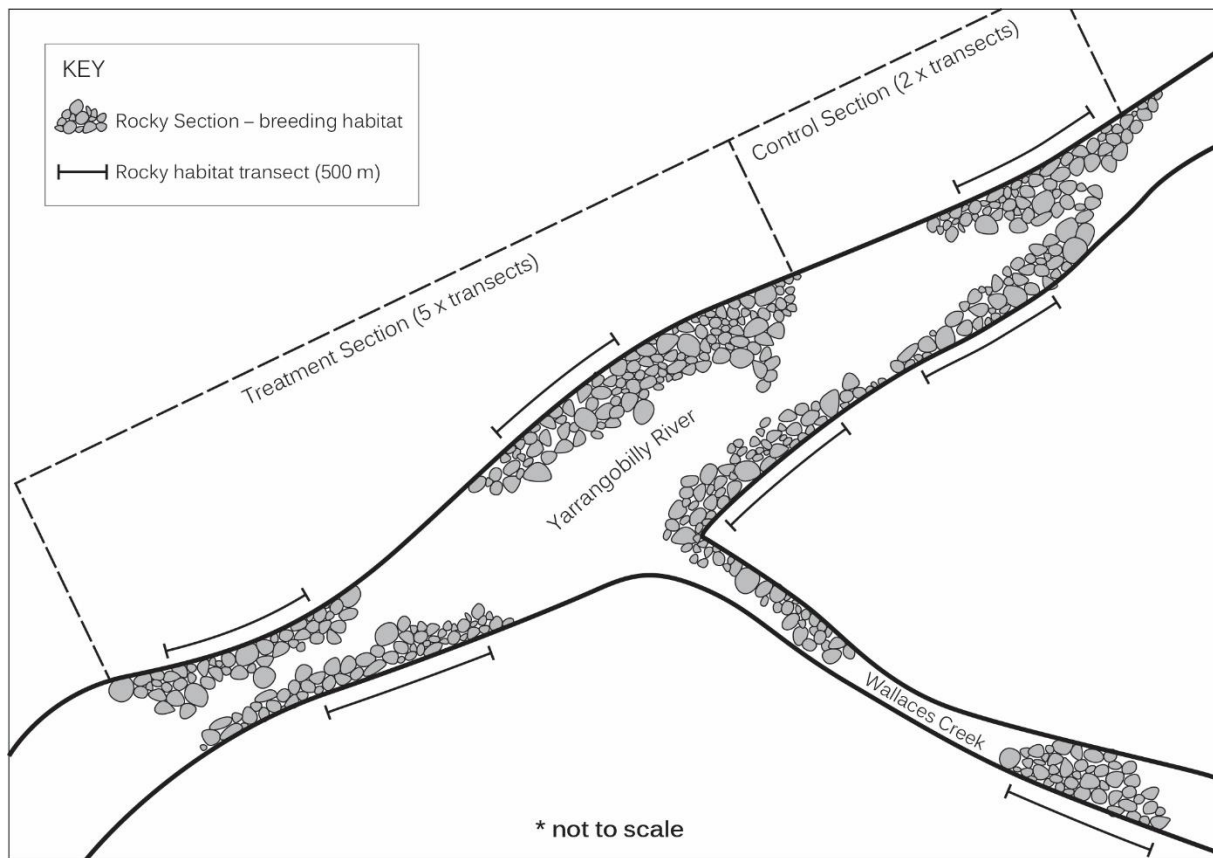 KEY
Rocky Section – breeding habitat
Rocky habitat transect (500 m)
Control Section (2 x transects)
Treatment Section (5 x transects)
Yarrangobilly River
Wallaces Creek
* not to scale